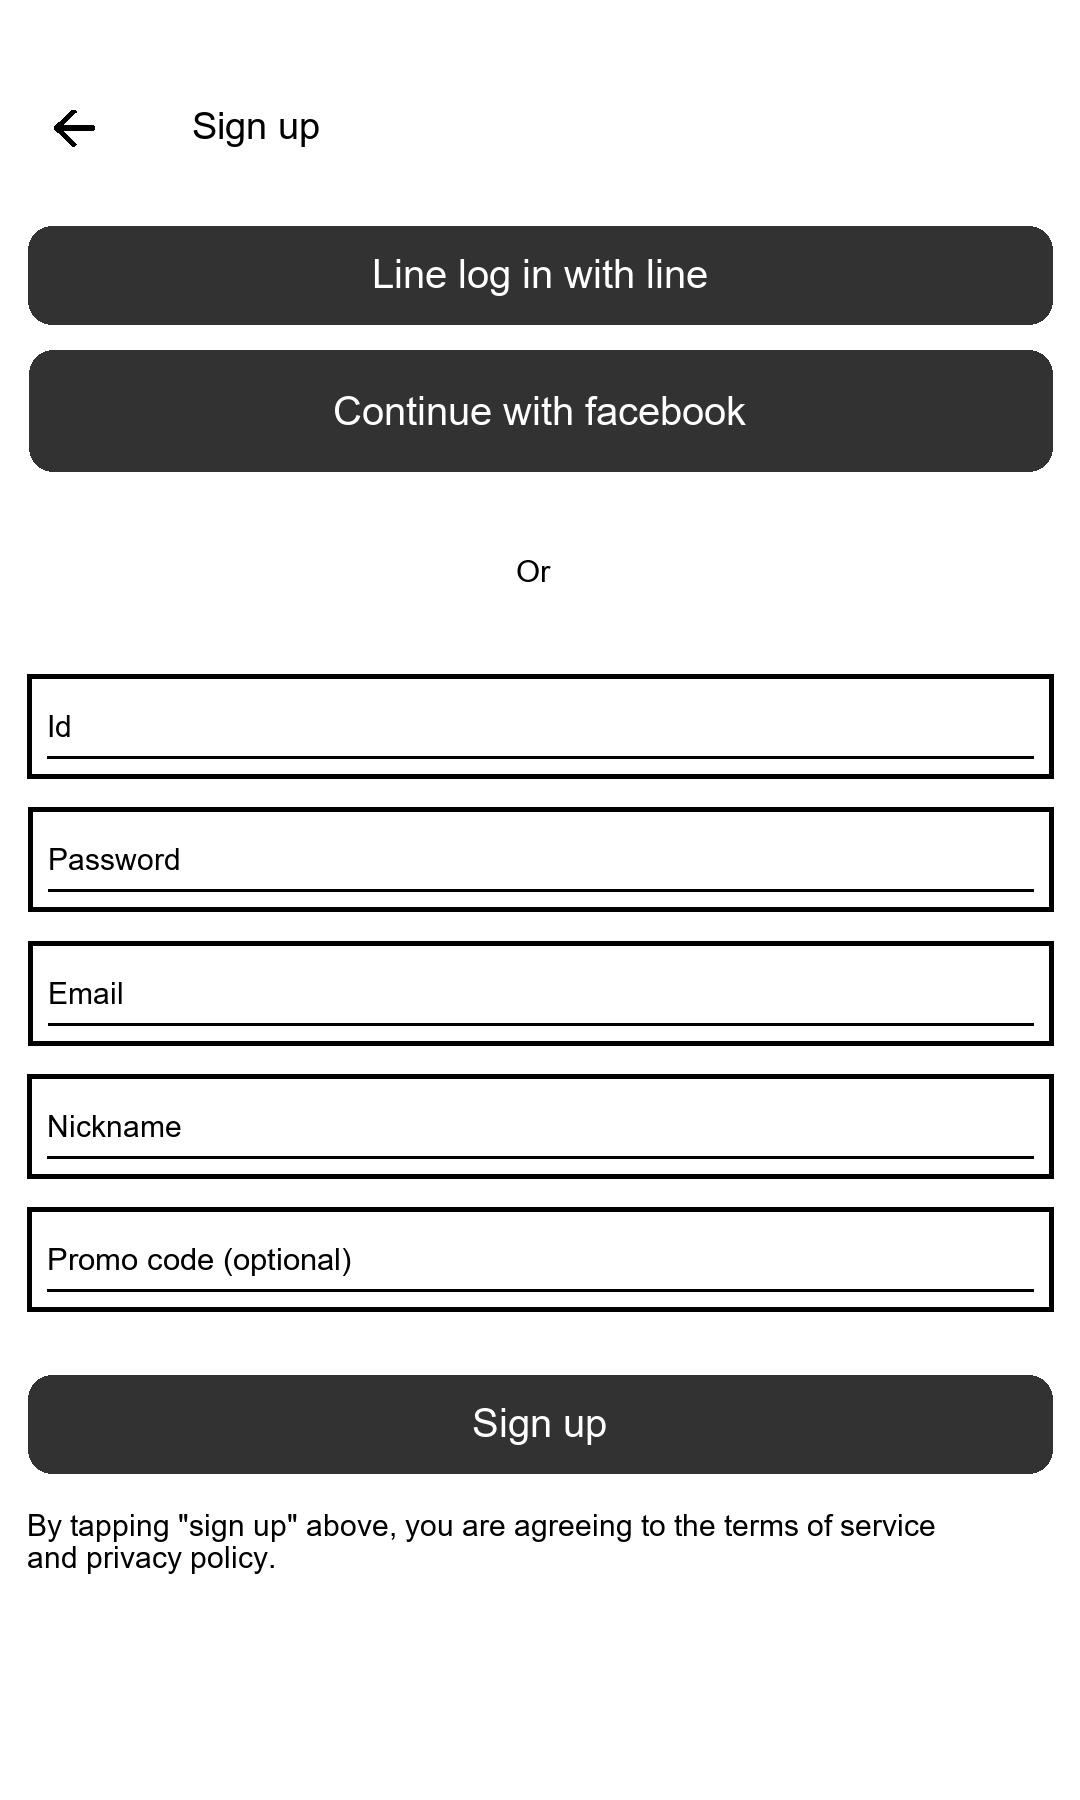 Sign up
Line log in with line
Continue with facebook
Or
Id
Password
Email
Nickname
Promo code (optional)
Sign up
By tapping "sign up" above, you are agreeing to the terms of service
and privacy policy.